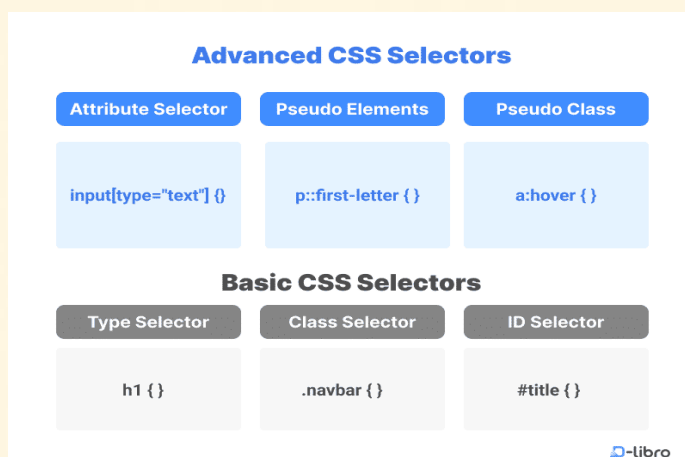 Advanced CSS Selectors
Attribute Selector
Pseudo Elements
Pseudo Class
input[type="text"] {}
p::first-letter { }
a:hover { }
Basic CSS Selectors
Type Selector
Class Selector
ID Selector
h1 { }
.navbar { }
#title { }
D-libro